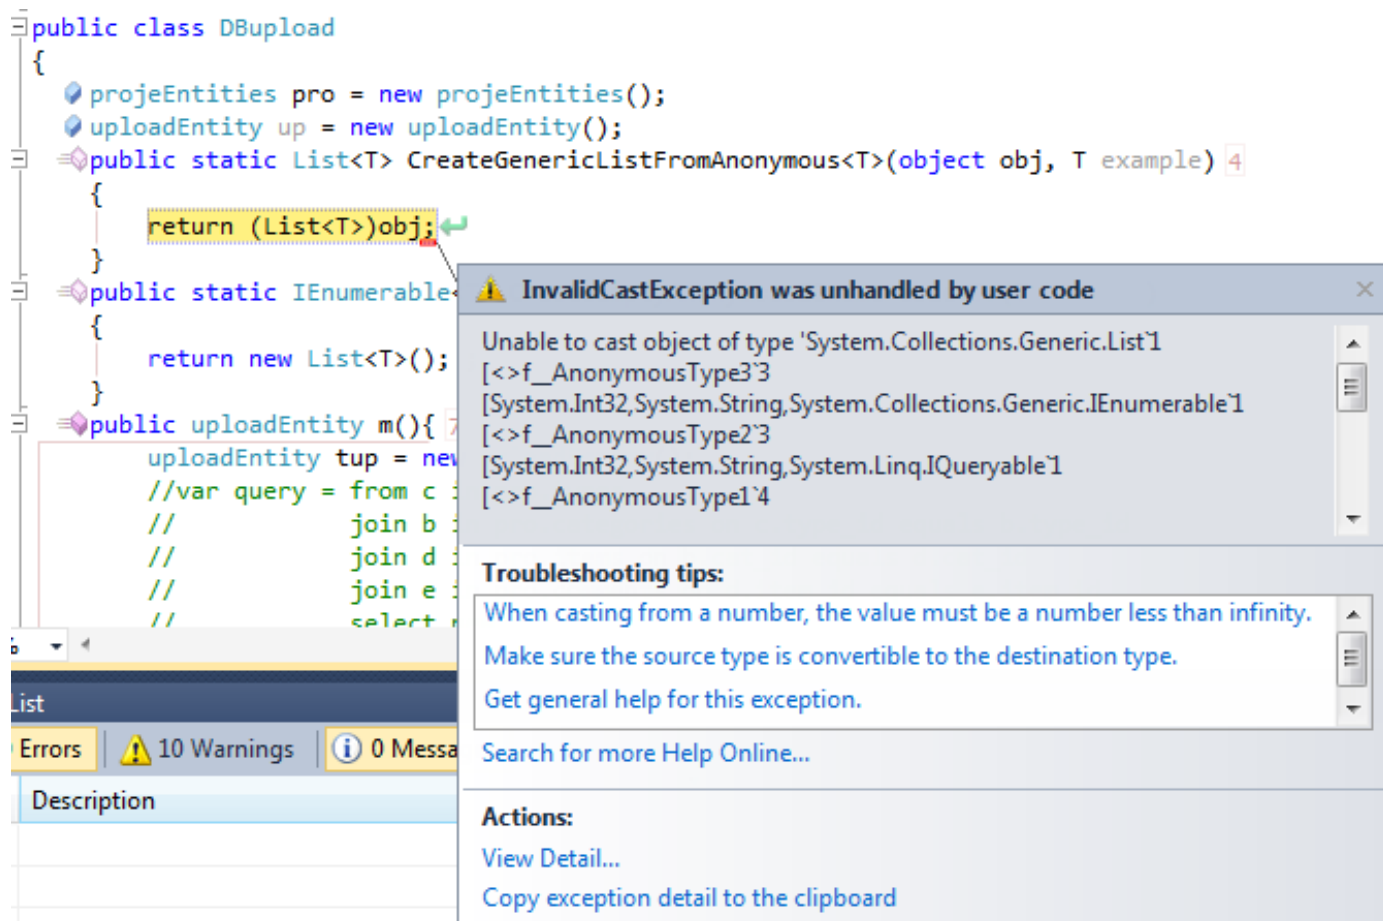 public class DBupload
{
projeEntities pro = new projeEntities();
uploadEntity up = new uploadEntity();
public static List<T> CreateGenericListFromAnonymous<T>(object obj, T example) 4
{
return (List<T>)obj;
}
public static IEnumerable<
{
return new List<T>();
}
public uploadEntity m(){ 7
uploadEntity tup = new
//var query = from c i
// join b i
// join d i
// join e i
// select n
InvalidCastException was unhandled by user code
Unable to cast object of type 'System.Collections.Generic.List`1
[<>f__AnonymousType3`3
[System.Int32,System.String,System.Collections.Generic.IEnumerable`1
[<>f__AnonymousType2`3
[System.Int32,System.String,System.Linq.IQueryable`1
[<>f__AnonymousType1`4
Troubleshooting tips:
When casting from a number, the value must be a number less than infinity.
Make sure the source type is convertible to the destination type.
Get general help for this exception.
Search for more Help Online...
Actions:
View Detail...
Copy exception detail to the clipboard
List
Errors
10 Warnings
0 Messa
Description